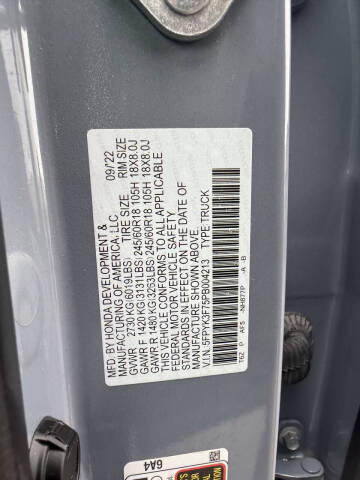 MFD. BY HONDA DEVELOPMENT &
MANUFACTURING OF AMERICA, LLC 09/'22
TIRE SIZE RIM SIZE
GVWR 2730 KG(6019LBS)
GAWR F 1420 KG(3131LBS) 245/60R18 105H 18X8.0J
GAWR R 1480 KG(3263LBS) 245/60R18 105H 18X8.0J
THIS VEHICLE CONFORMS TO ALL APPLICABLE
FEDERAL MOTOR VEHICLE SAFETY
STANDARDS IN EFFECT ON THE DATE OF
MANUFACTURE SHOWN ABOVE.
V.I.N. 5FPYK3F75PB004213 TYPE:TRUCK
T6Z P AF5 -NH877P -A -B
6A4